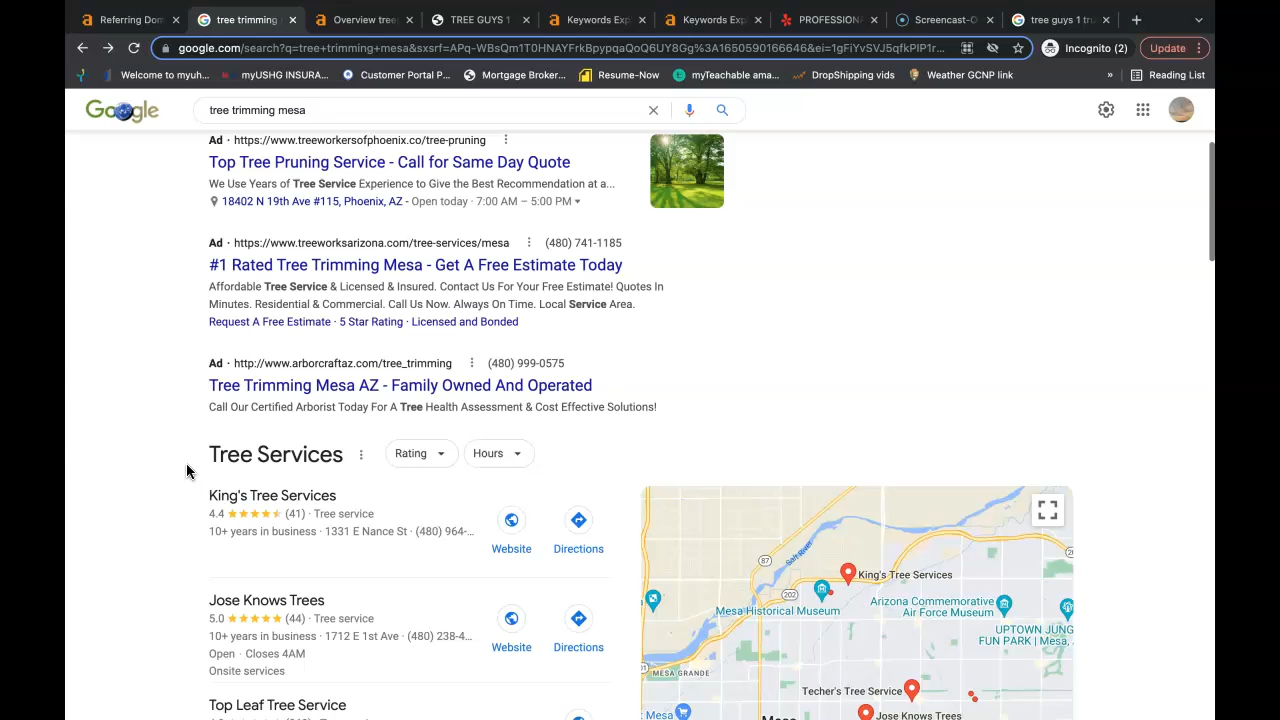 Referring Dom
tree trimming
Overview tree
TREE GUYS 1
Keywords Exp
Keywords Exp
PROFESSIONA
Screencast-O
tree guys 1 tru
google.com/search?q=tree+trimming+mesa&sxsrf=APq-WBsQm1T0HNAYFrkBpypqaQoQ6UY8Gg%3A1650590166646&ei=1gFiYvSVJ5qfkPIP1r...
Incognito (2)
Update
Welcome to myuh...
myUSHG INSURA...
Customer Portal P...
Mortgage Broker...
Resume-Now
myTeachable ama...
DropShipping vids
Weather GCNP link
»
Reading List
Google
tree trimming mesa
Ad · https://www.treeworkersofphoenix.co/tree-pruning
Top Tree Pruning Service - Call for Same Day Quote
We Use Years of Tree Service Experience to Give the Best Recommendation at a...
18402 N 19th Ave #115, Phoenix, AZ - Open today · 7:00 AM – 5:00 PM
Ad · https://www.treeworksarizona.com/tree-services/mesa (480) 741-1185
#1 Rated Tree Trimming Mesa - Get A Free Estimate Today
Affordable Tree Service & Licensed & Insured. Contact Us For Your Free Estimate! Quotes In
Minutes. Residential & Commercial. Call Us Now. Always On Time. Local Service Area.
Request A Free Estimate · 5 Star Rating · Licensed and Bonded
Ad · http://www.arborcraftaz.com/tree_trimming (480) 999-0575
Tree Trimming Mesa AZ - Family Owned And Operated
Call Our Certified Arborist Today For A Tree Health Assessment & Cost Effective Solutions!
Tree Services
Rating
Hours
King's Tree Services
4.4 (41) · Tree service
10+ years in business · 1331 E Nance St · (480) 964-...
Website
Directions
Jose Knows Trees
5.0 (44) · Tree service
10+ years in business · 1712 E 1st Ave · (480) 238-4...
Open · Closes 4AM
Onsite services
Website
Directions
Top Leaf Tree Service
87
Salt River
King's Tree Services
202
Mesa Historical Museum
Arizona Commemorative
Air Force Museum
UPTOWN JUNG
FUN PARK | Mesa,
MESA GRANDE
Techer's Tree Service
Jose Knows Trees
Mesa